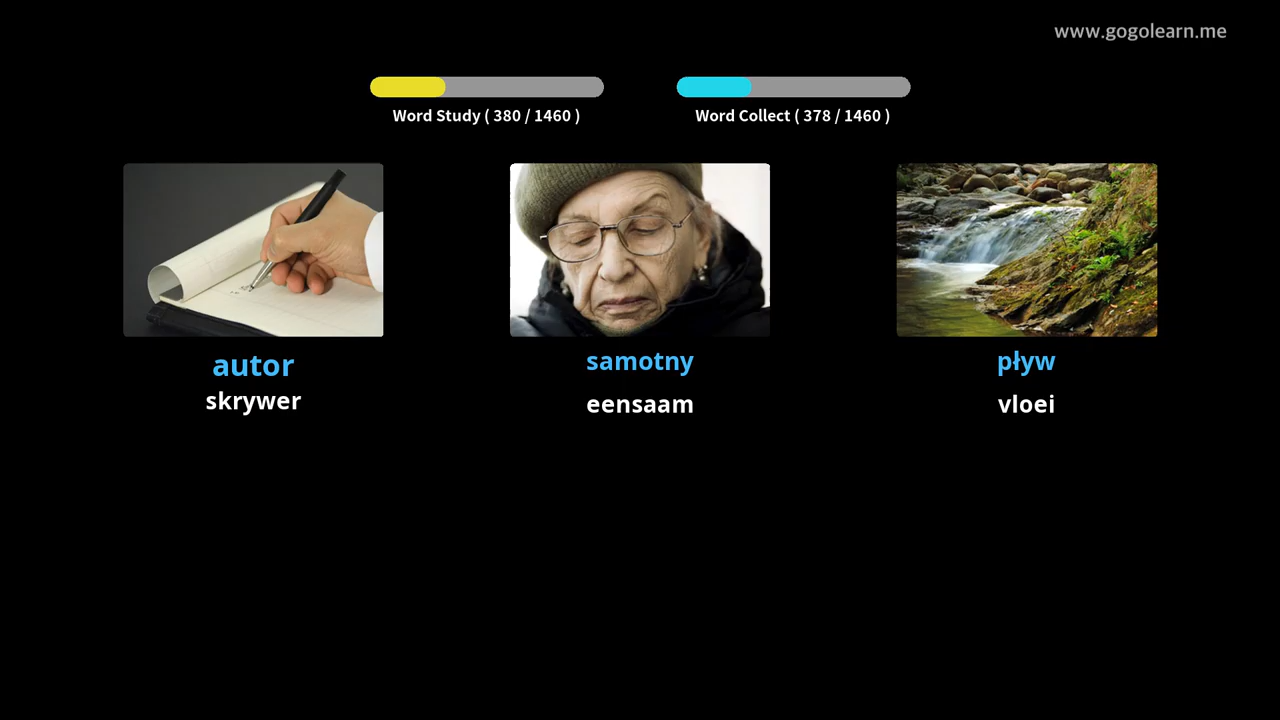 www.gogolearn.me
Word Study ( 380 / 1460 )
Word Collect ( 378 / 1460 )
autor
skrywer
samotny
eensaam
pływ
vloei